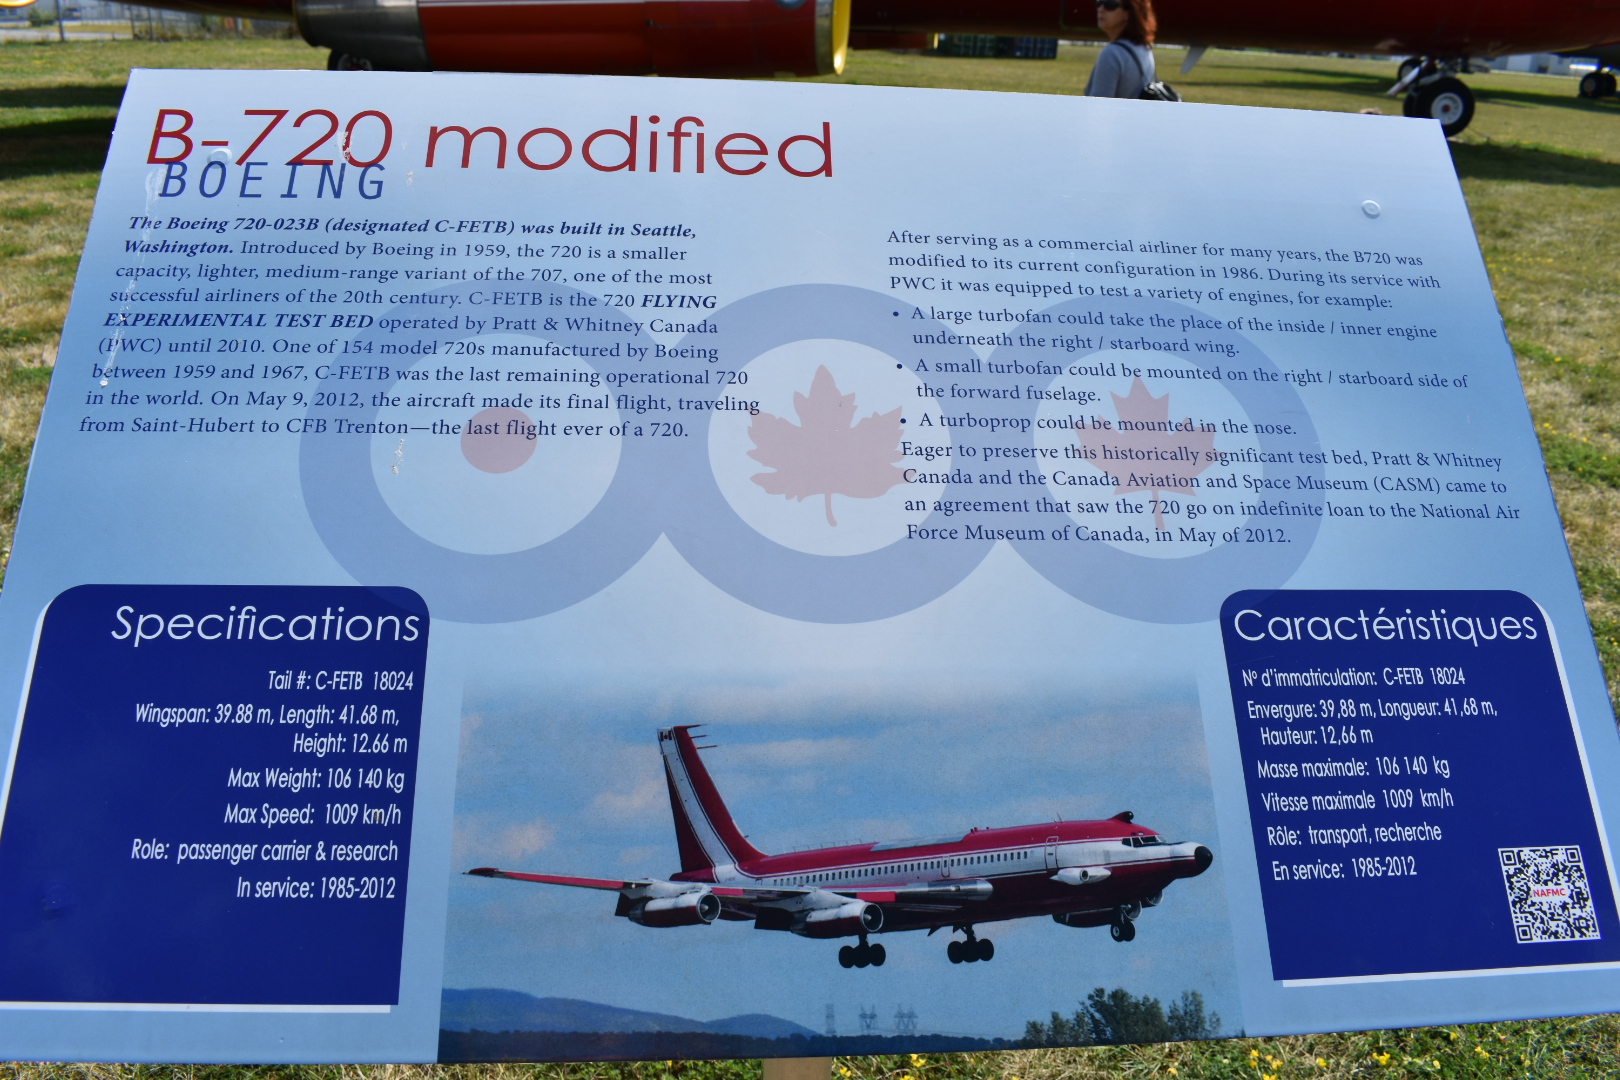 B-720 modified
BOEING
The Boeing 720-023B (designated C-FETB) was built in Seattle,
Washington. Introduced by Boeing in 1959, the 720 is a smaller
capacity, lighter, medium-range variant of the 707, one of the most
successful airliners of the 20th century. C-FETB is the 720 FLYING
EXPERIMENTAL TEST BED operated by Pratt & Whitney Canada
(PWC) until 2010. One of 154 model 720s manufactured by Boeing
between 1959 and 1967, C-FETB was the last remaining operational 720
in the world. On May 9, 2012, the aircraft made its final flight, traveling
from Saint-Hubert to CFB Trenton—the last flight ever of a 720.
After serving as a commercial airliner for many years, the B720 was
modified to its current configuration in 1986. During its service with
PWC it was equipped to test a variety of engines, for example:
• A large turbofan could take the place of the inside / inner engine
underneath the right / starboard wing.
• A small turbofan could be mounted on the right / starboard side of
the forward fuselage.
• A turboprop could be mounted in the nose.
Eager to preserve this historically significant test bed, Pratt & Whitney
Canada and the Canada Aviation and Space Museum (CASM) came to
an agreement that saw the 720 go on indefinite loan to the National Air
Force Museum of Canada, in May of 2012.
Specifications
Tail #: C-FETB 18024
Wingspan: 39.88 m, Length: 41.68 m,
Height: 12.66 m
Max Weight: 106 140 kg
Max Speed: 1009 km/h
Role: passenger carrier & research
In service: 1985-2012
Caractéristiques
Nº d'immatriculation: C-FETB 18024
Envergure: 39,88 m, Longueur: 41,68 m,
Hauteur: 12,66 m
Masse maximale: 106 140 kg
Vitesse maximale 1009 km/h
Rôle: transport, recherche
En service: 1985-2012
NAFMC